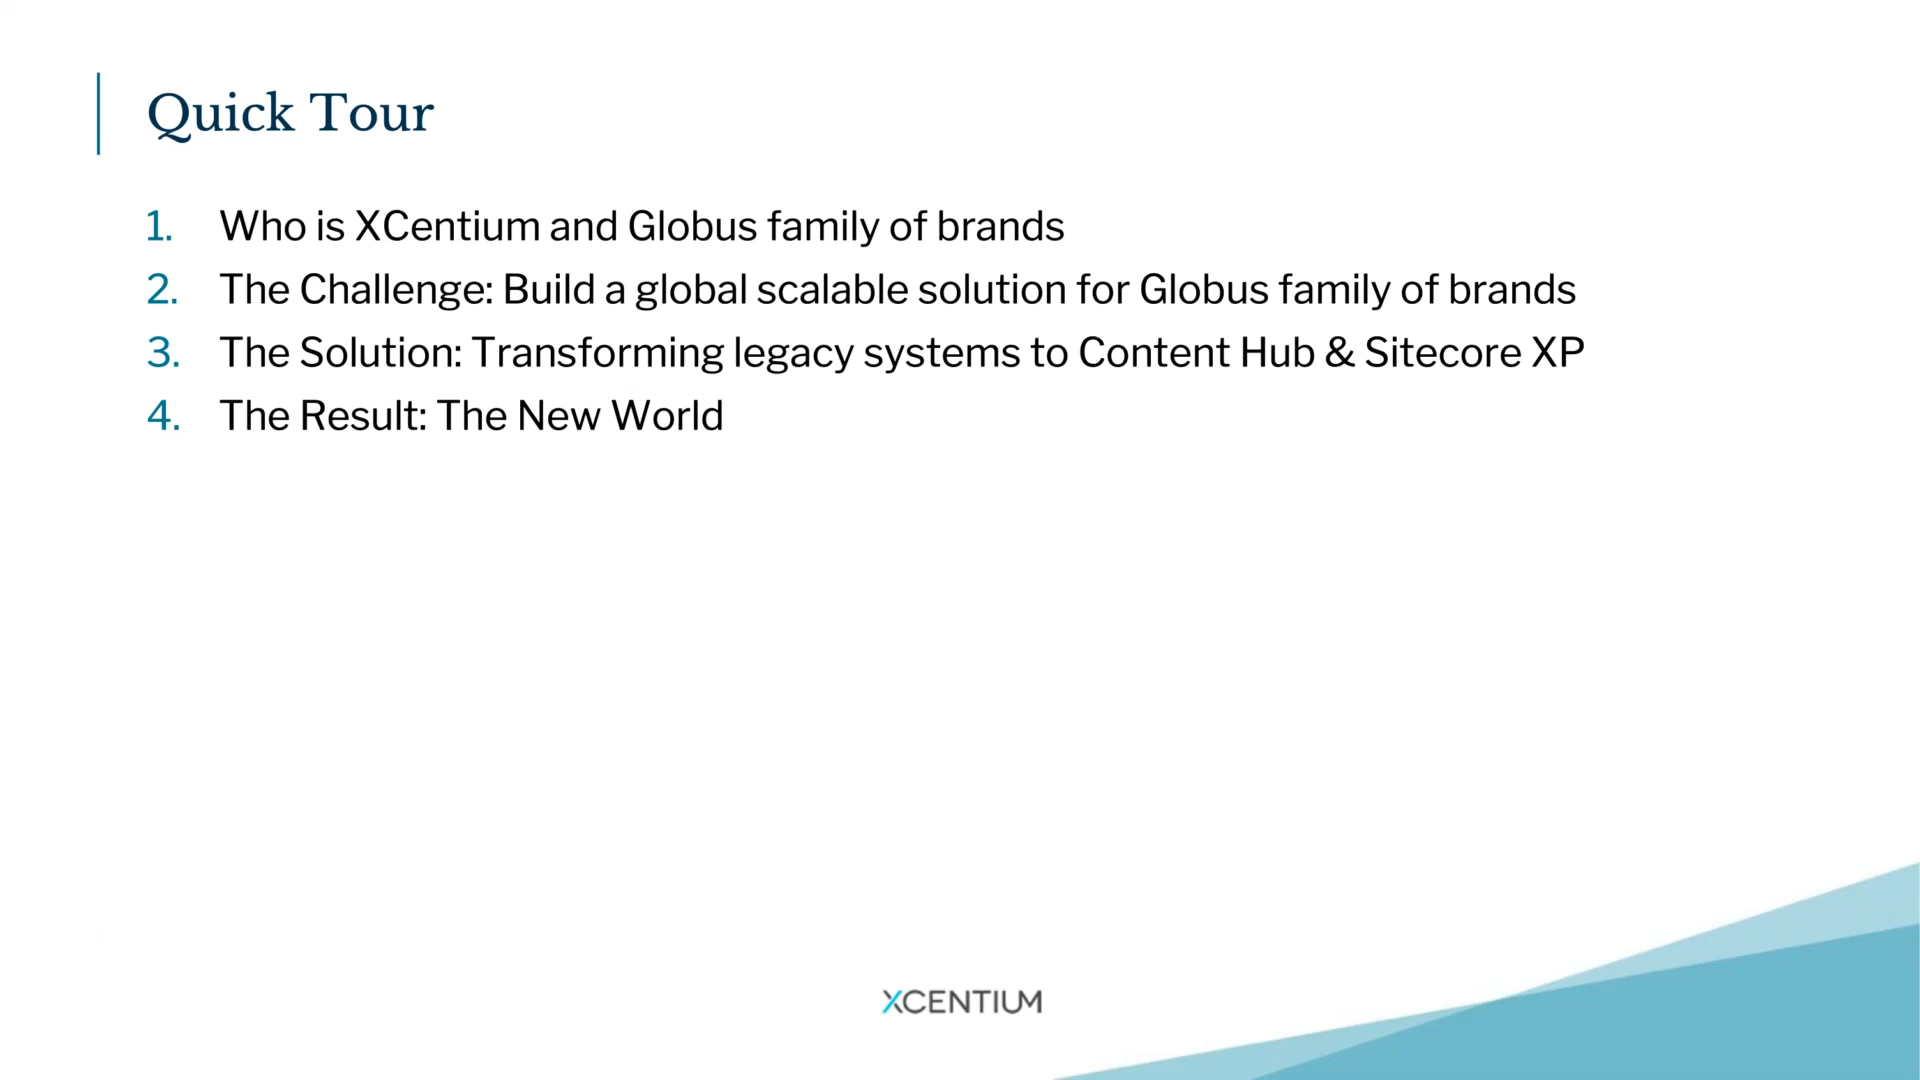 Quick Tour
1. Who is XCentium and Globus family of brands
2. The Challenge: Build a global scalable solution for Globus family of brands
3. The Solution: Transforming legacy systems to Content Hub & Sitecore XP
4. The Result: The New World
XCENTIUM